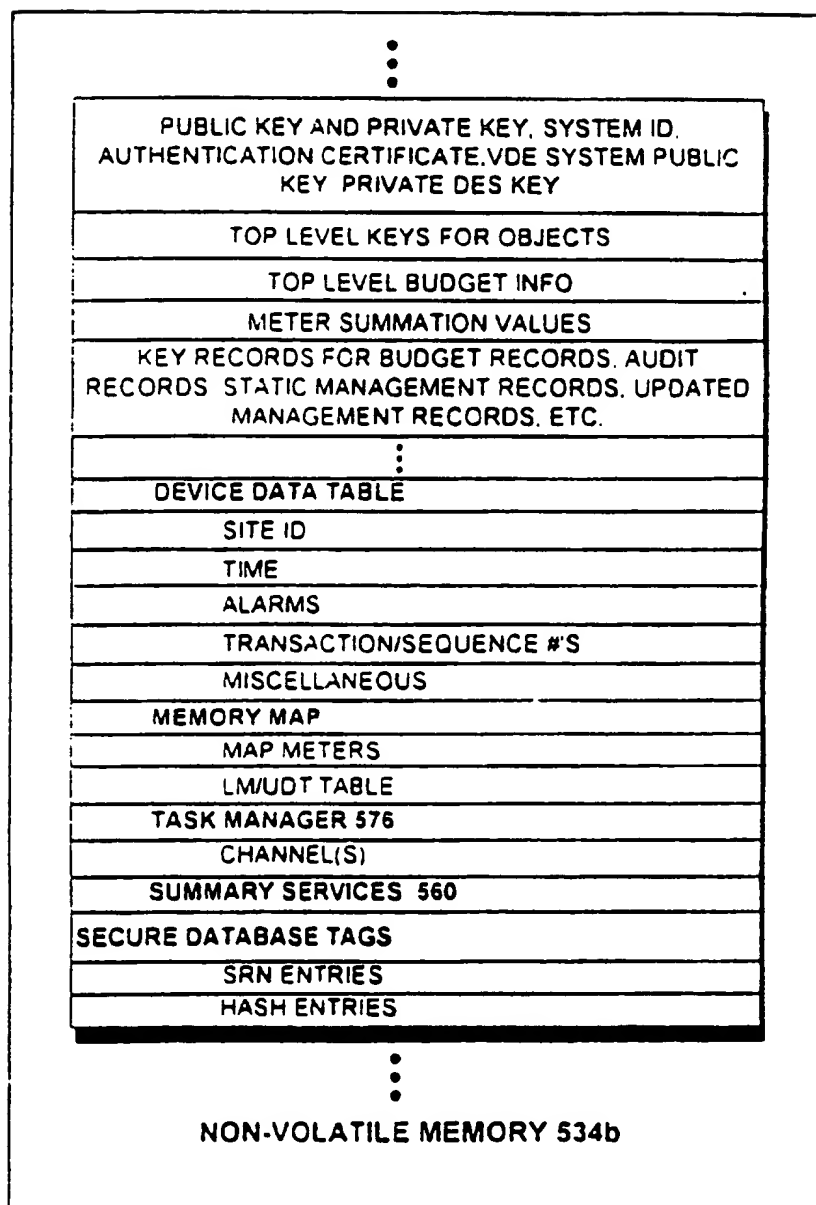 PUBLIC KEY AND PRIVATE KEY, SYSTEM ID.
AUTHENTICATION CERTIFICATE.VDE SYSTEM PUBLIC
KEY PRIVATE DES KEY
TOP LEVEL KEYS FOR OBJECTS
TOP LEVEL BUDGET INFO
METER SUMMATION VALUES
KEY RECORDS FOR BUDGET RECORDS. AUDIT
RECORDS STATIC MANAGEMENT RECORDS. UPDATED
MANAGEMENT RECORDS. ETC.
DEVICE DATA TABLE
SITE ID
TIME
ALARMS
TRANSACTION/SEQUENCE #'S
MISCELLANEOUS
MEMORY MAP
MAP METERS
LM/UDT TABLE
TASK MANAGER 576
CHANNEL(S)
SUMMARY SERVICES 560
SECURE DATABASE TAGS
SRN ENTRIES
HASH ENTRIES
NON-VOLATILE MEMORY 534b